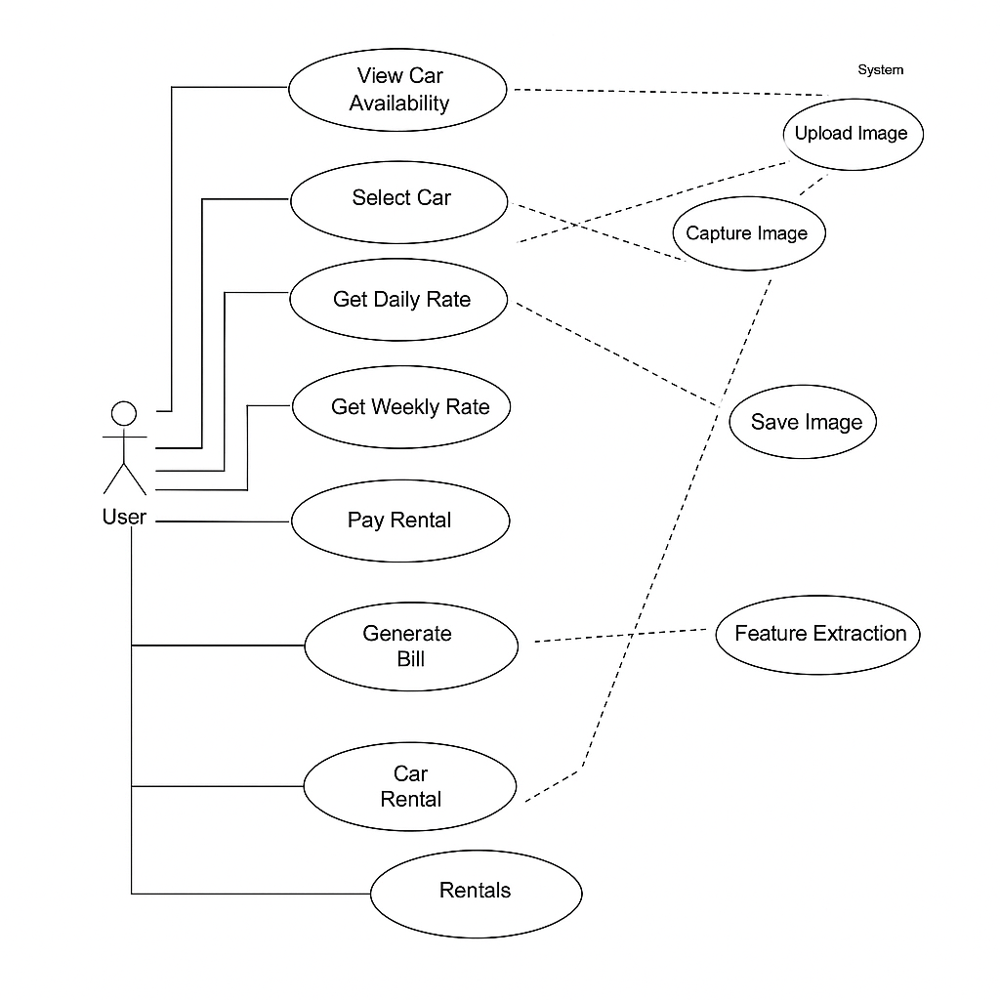 View Car
Availability
System
Upload Image
Select Car
Capture Image
Get Daily Rate
Get Weekly Rate
Save Image
User
Pay Rental
Generate
Bill
Feature Extraction
Car
Rental
Rentals